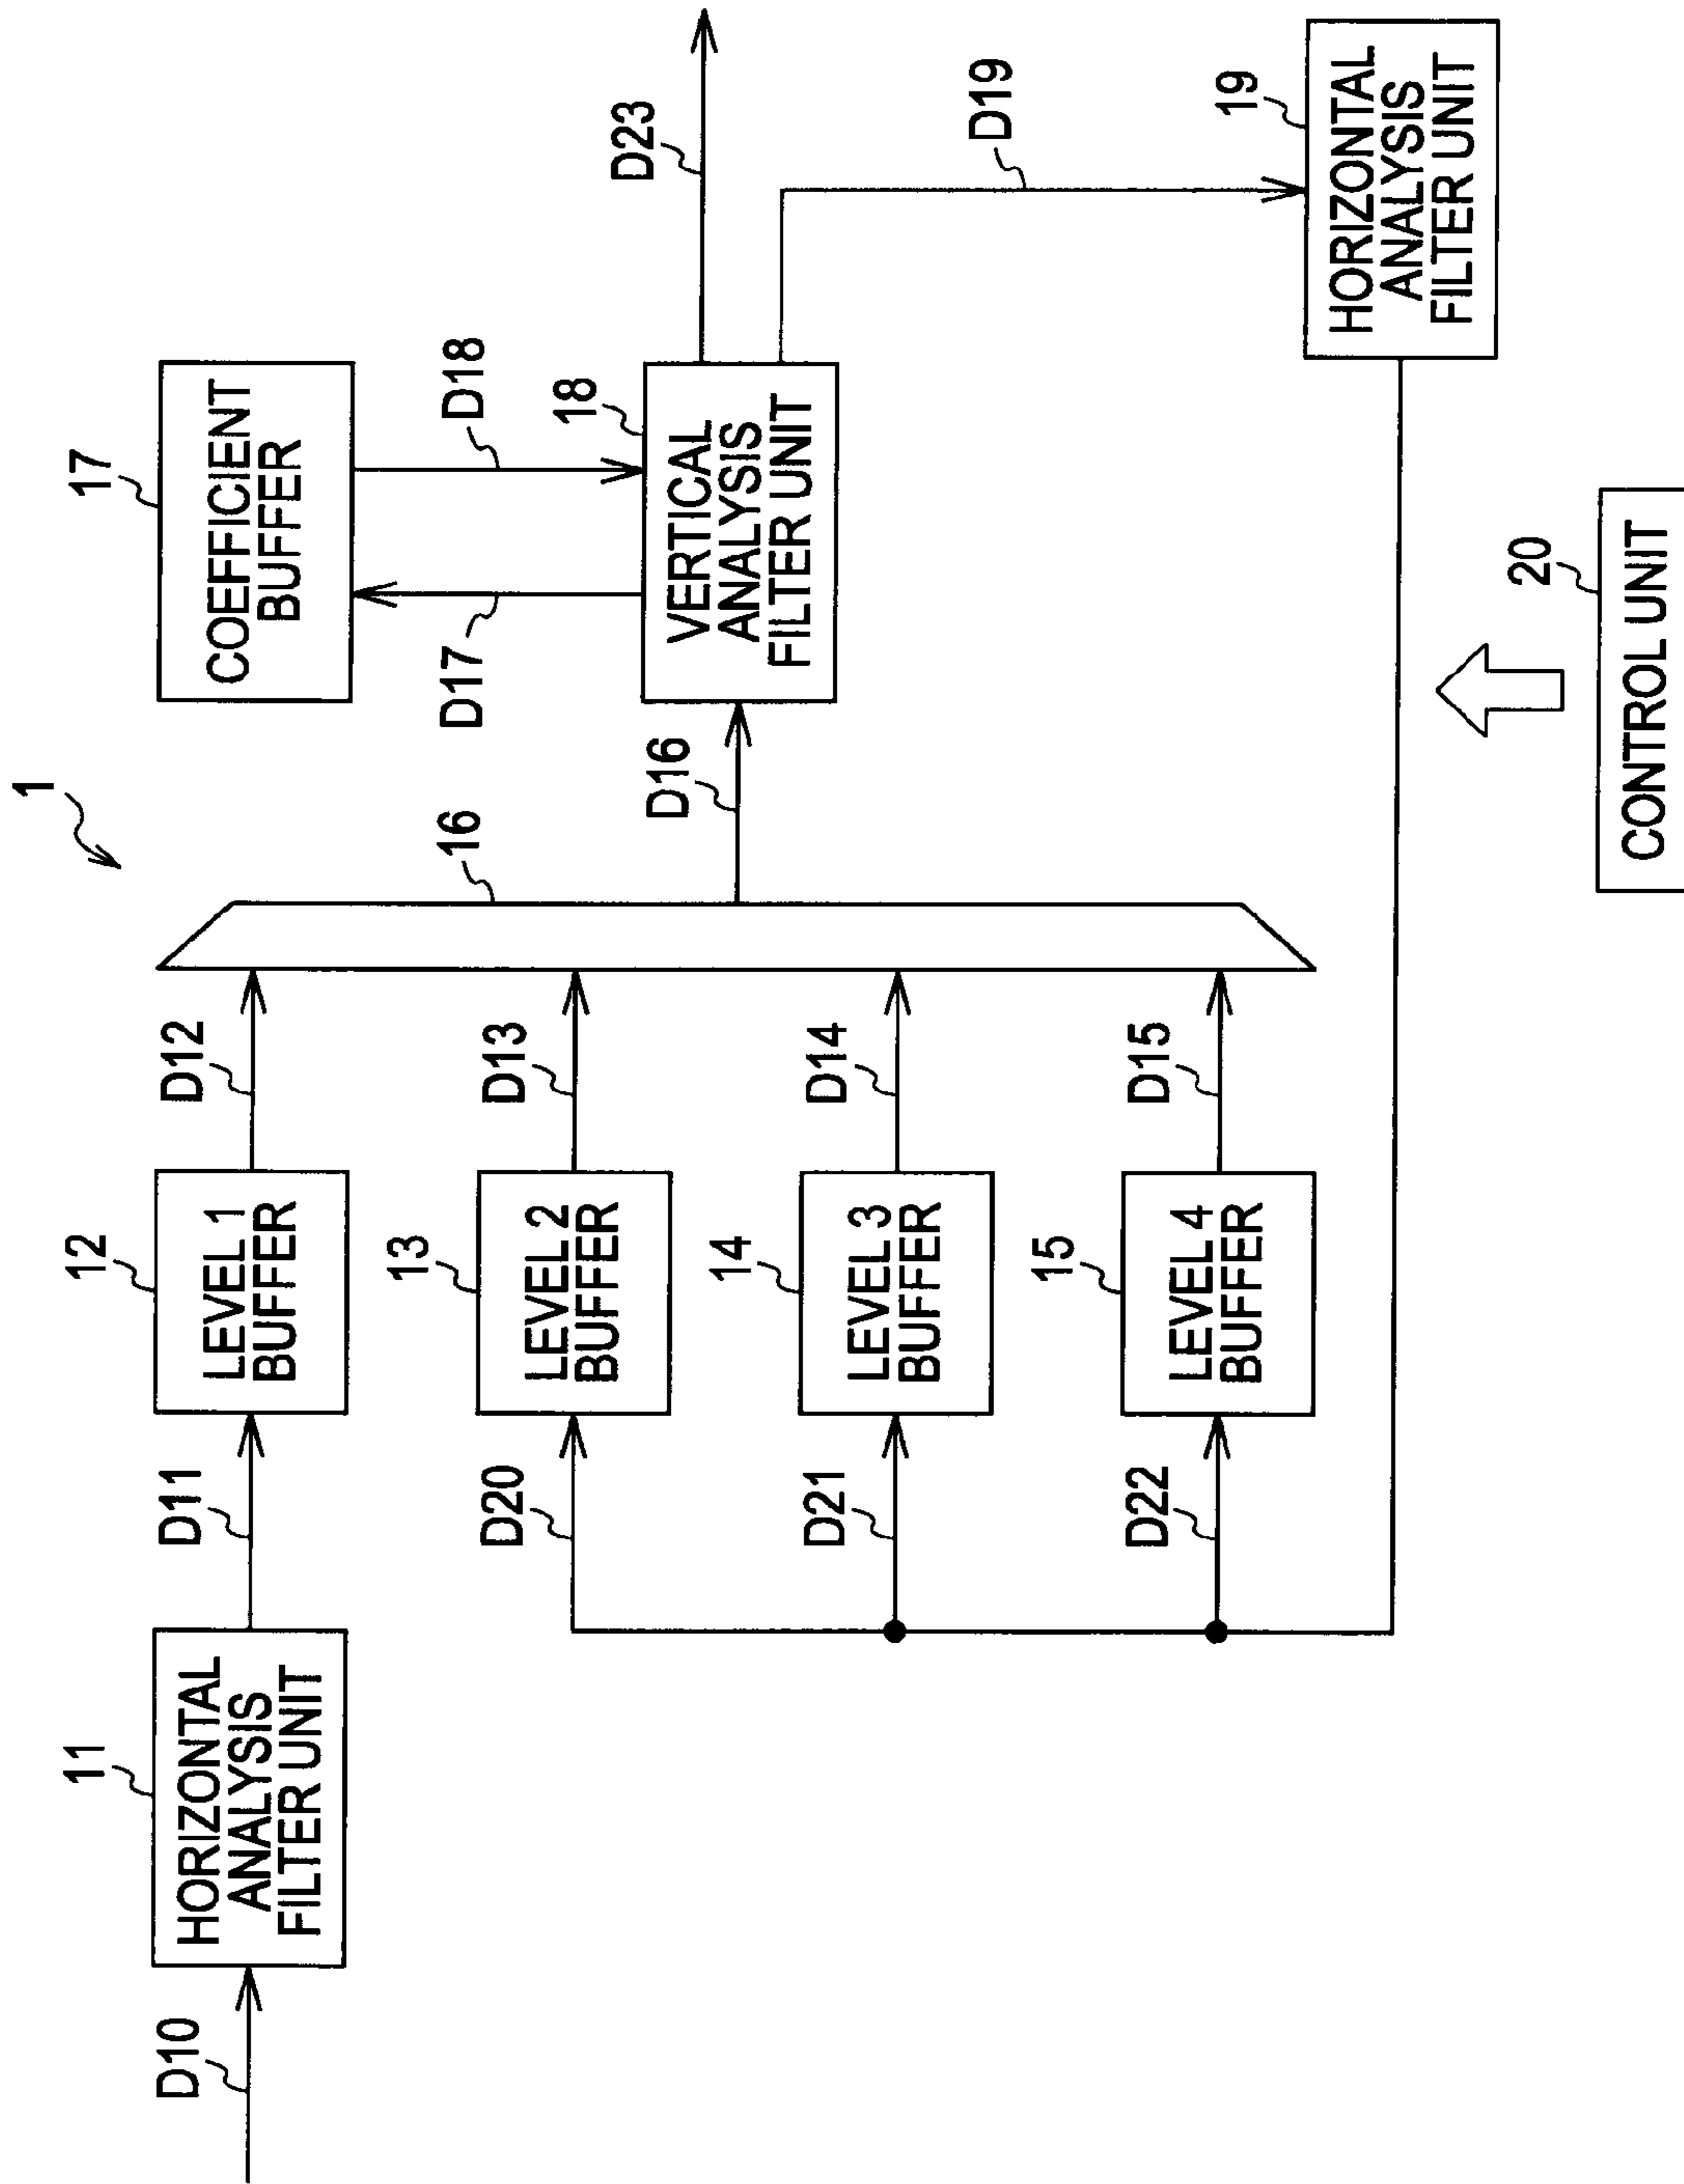 1
D10
11
HORIZONTAL
ANALYSIS
FILTER UNIT
D11
12
LEVEL 1
BUFFER
D12
D20
13
LEVEL 2
BUFFER
D13
D21
14
LEVEL 3
BUFFER
D14
D22
15
LEVEL 4
BUFFER
D15
16
D16
17
COEFFICIENT
BUFFER
D17
D18
18
VERTICAL
ANALYSIS
FILTER UNIT
D23
D19
19
HORIZONTAL
ANALYSIS
FILTER UNIT
20
CONTROL UNIT